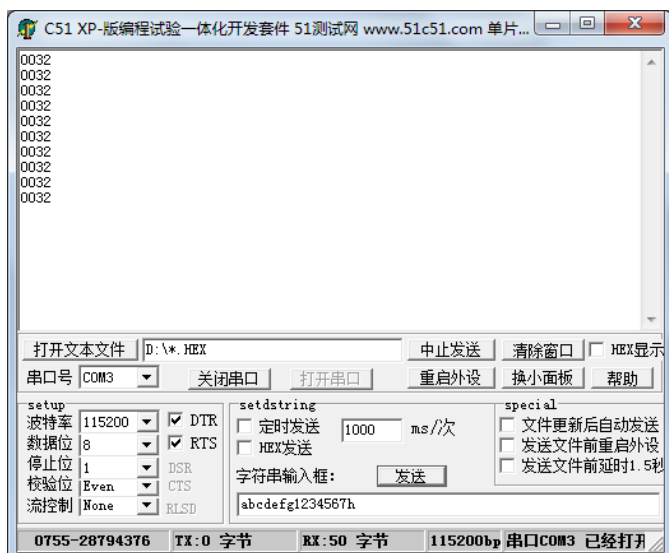 C51 XP-版编程试验一体化开发套件 51测试网 www.51c51.com 单片...
0032
0032
0032
0032
0032
0032
0032
0032
0032
0032
打开文本文件 D:\*.HEX 中止发送 清除窗口 HEX显示
串口号 COM3 关闭串口 打开串口 重启外设 换小面板 帮助
setup setdstring special
波特率 115200 DTR 定时发送 1000 ms/次 文件更新后自动发送
数据位 8 RTS HEX发送 发送文件前重启外设
停止位 1 DSR 字符串输入框: 发送 发送文件前延时1.5秒
校验位 Even CTS
流控制 None RLSD abcdefg1234567h
0755-28794376 TX:0 字节 RX:50 字节 115200bp 串口COM3 已经打开